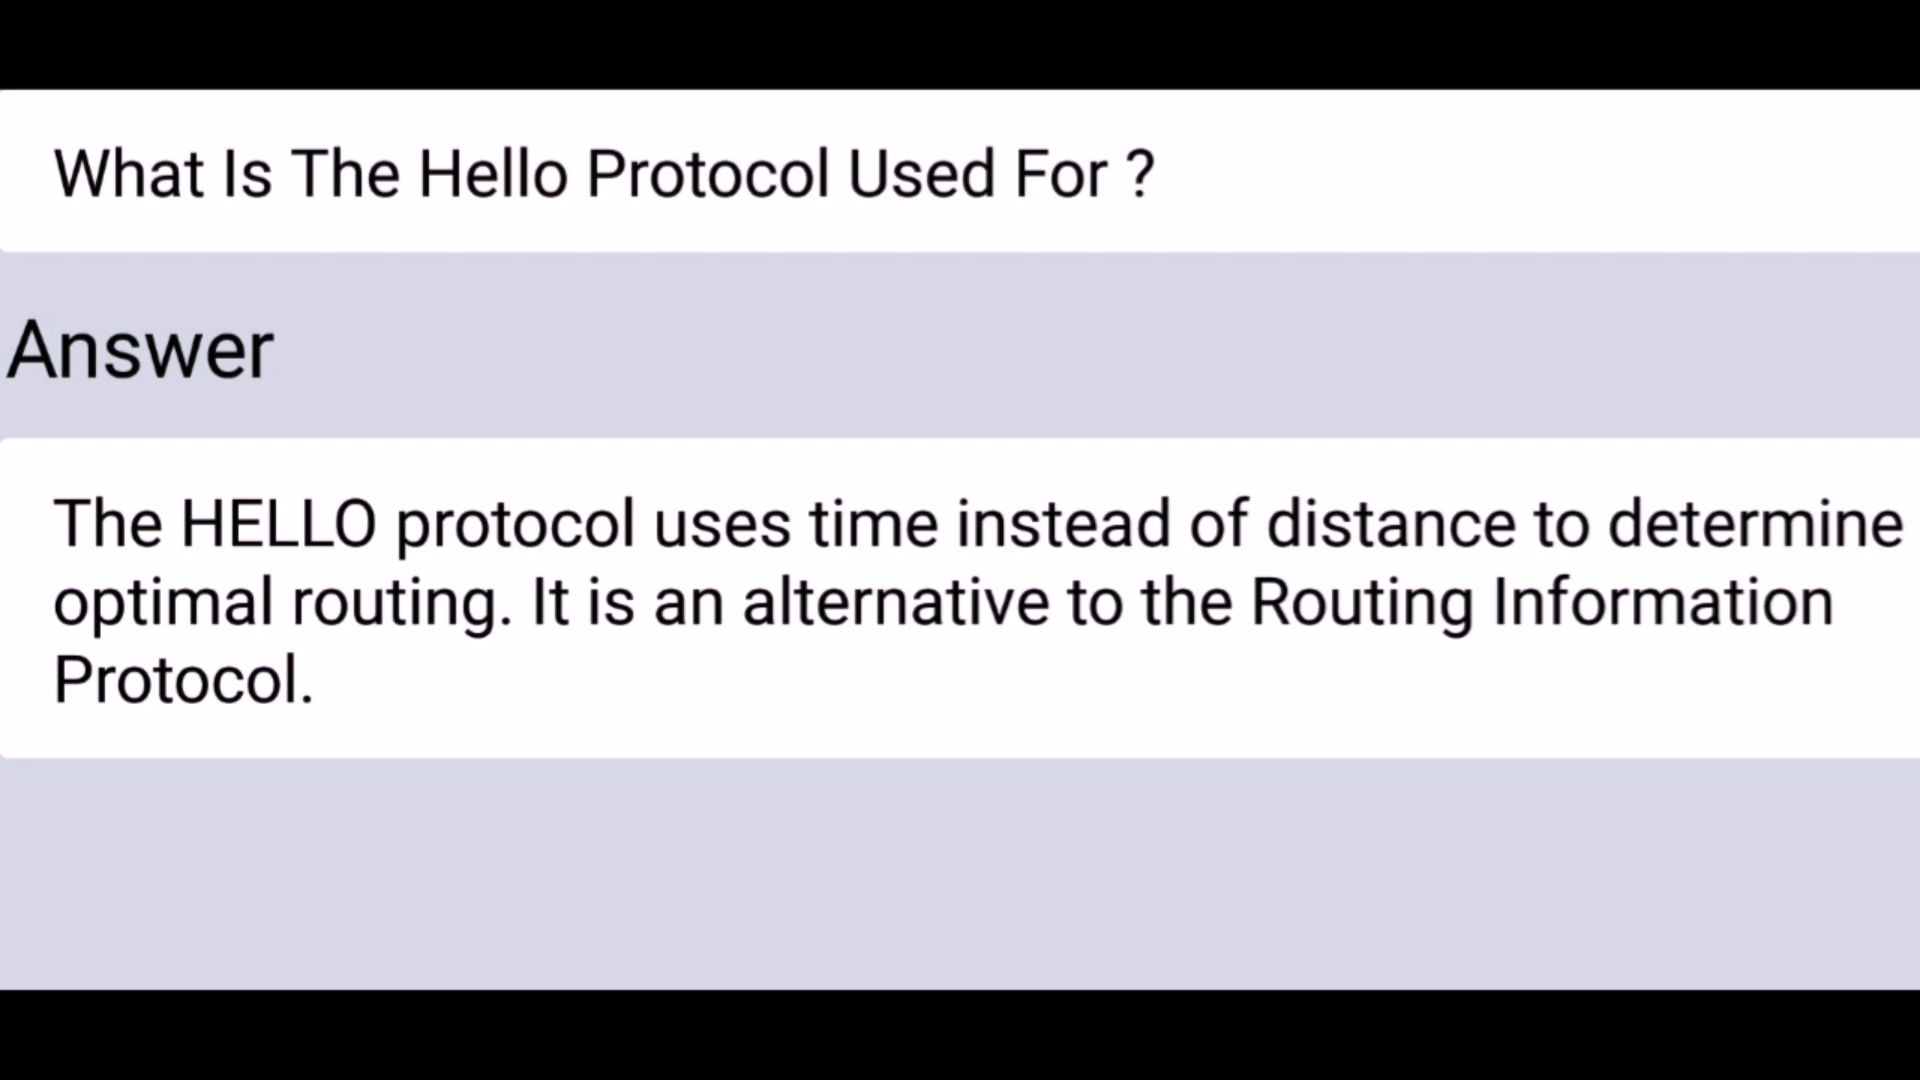 What Is The Hello Protocol Used For ?
Answer
The HELLO protocol uses time instead of distance to determine
optimal routing. It is an alternative to the Routing Information
Protocol.